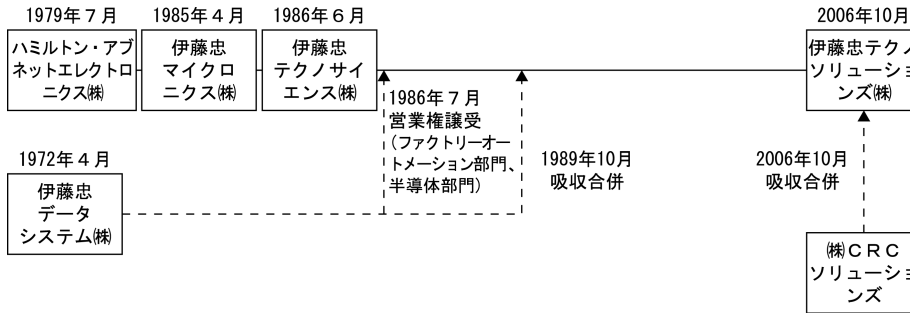 1979年7月
ハミルトン・アブ
ネットエレクトロ
ニクス㈱
1985年4月
伊藤忠
マイクロ
ニクス㈱
1986年6月
伊藤忠
テクノサイ
エンス㈱
2006年10月
伊藤忠テクノ
ソリューショ
ンズ㈱
1986年7月
営業権譲受
(ファクトリーオー
トメーション部門、
半導体部門)
1989年10月
吸収合併
2006年10月
吸収合併
1972年4月
伊藤忠
データ
システム㈱
㈱CRC
ソリューショ
ンズ